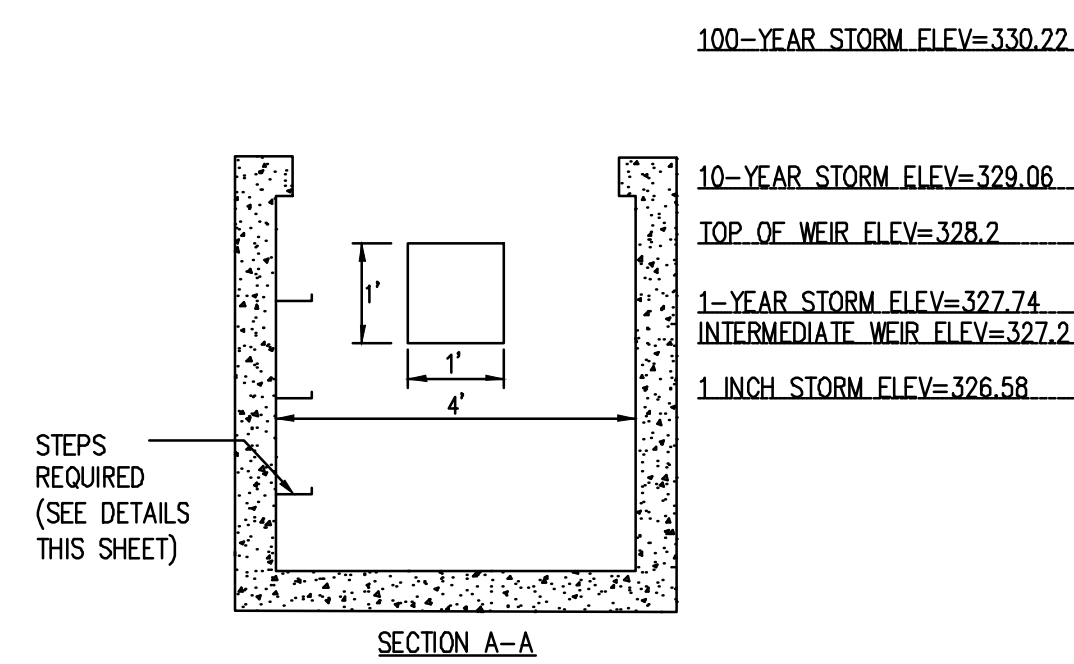 100-YEAR STORM ELEV=330.22
10-YEAR STORM ELEV=329.06
TOP OF WEIR ELEV=328.2
1-YEAR STORM ELEV=327.74
INTERMEDIATE WEIR ELEV=327.2
1 INCH STORM ELEV=326.58
1'
1'
4'
STEPS
REQUIRED
(SEE DETAILS
THIS SHEET)
SECTION A-A